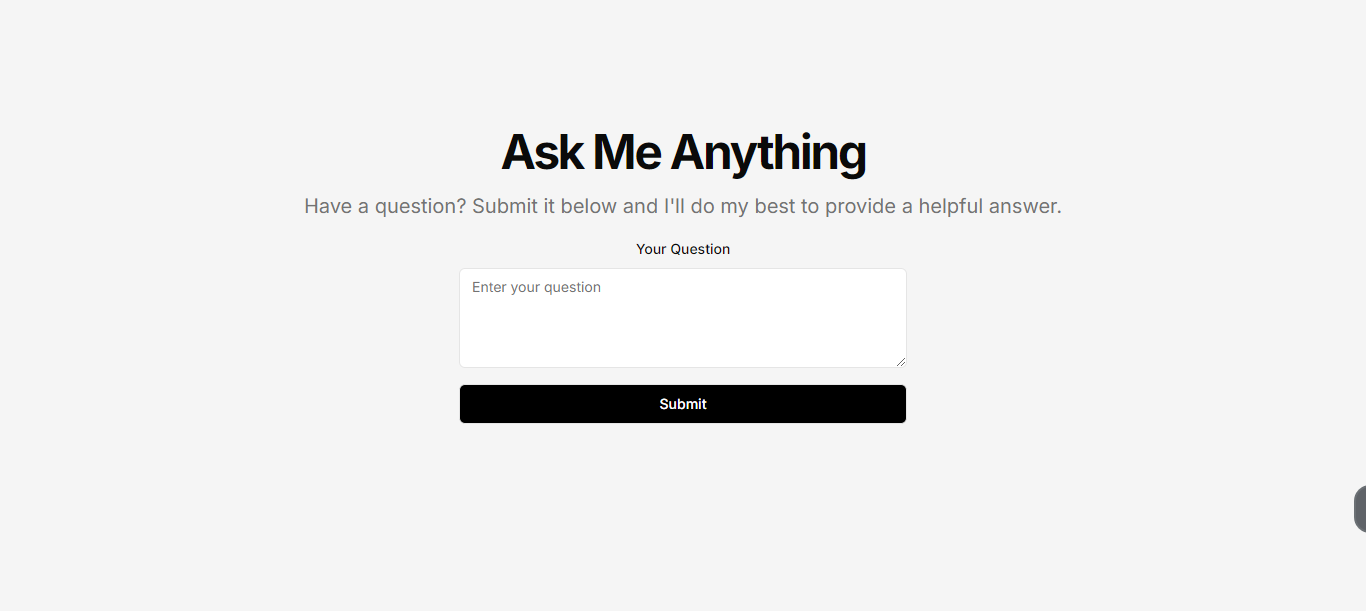 Ask Me Anything
Have a question? Submit it below and I'll do my best to provide a helpful answer.
Your Question
Enter your question
Submit